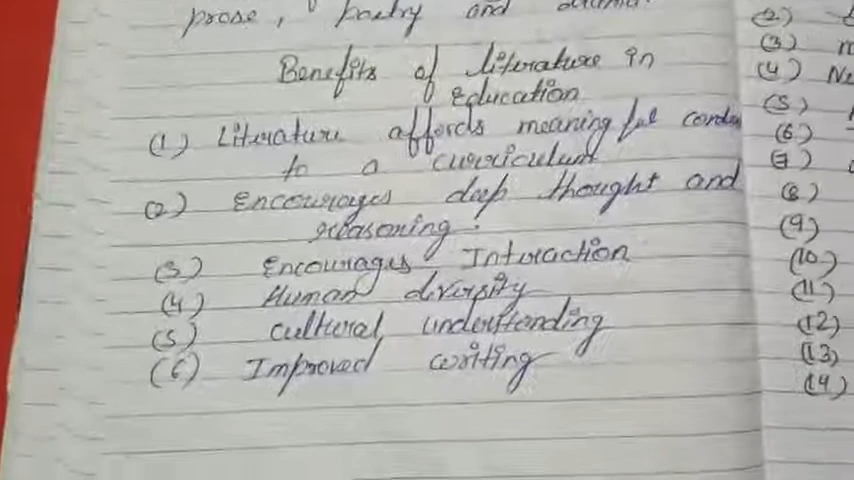 prose, poetry and drama.
Benefits of literature in
Education
(1) Literature affords meaningful
to a curriculum
(2) Encourages deep thought and
reasoning.
(3) Encourages Interaction
(4) Human diversity
(5) cultural understanding
(6) Improved writing
(2)
(3)
(4) Ne
(5)
(6)
(7)
(8)
(9)
(10)
(11)
(12)
(13)
(14)